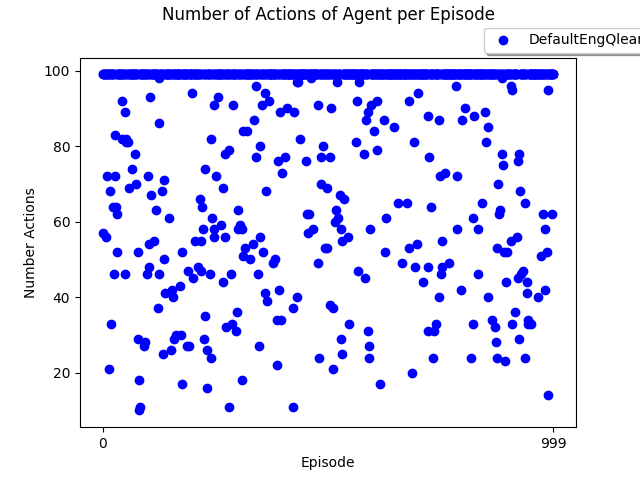 Number of Actions of Agent per Episode
DefaultEngQlear
100
80
60
40
20
Number Actions
0
999
Episode